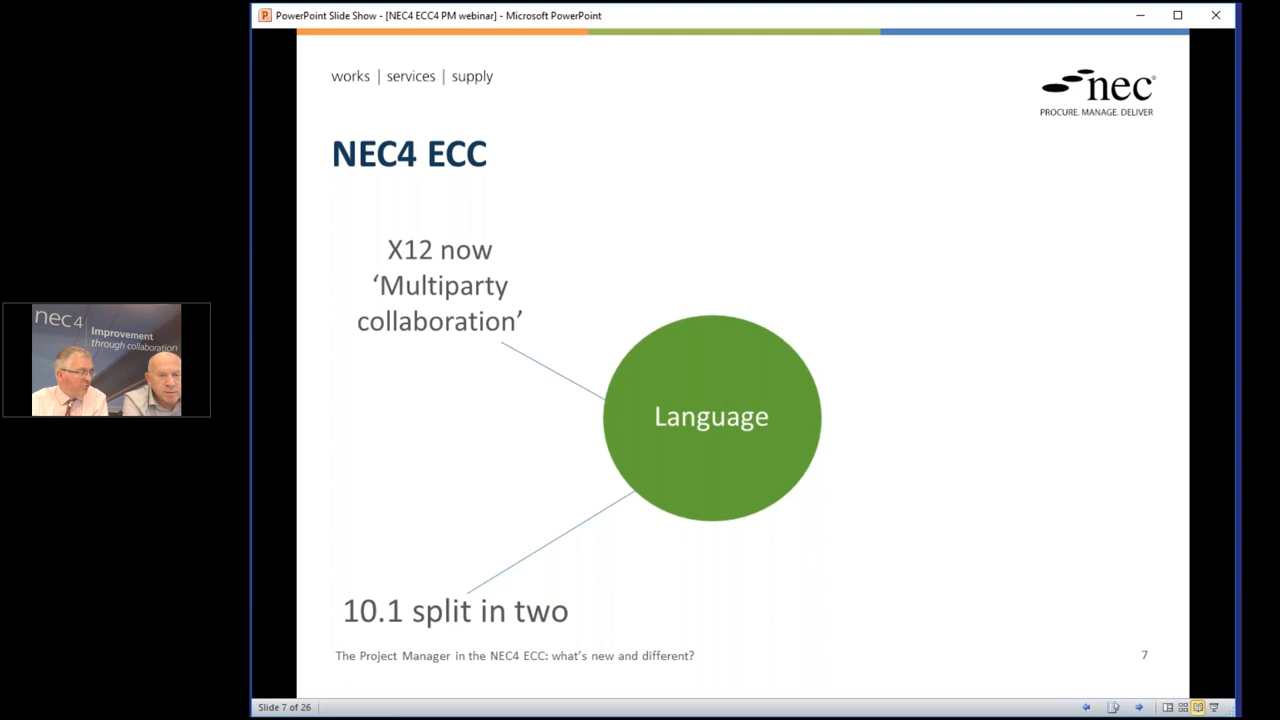 PowerPoint Slide Show - [NEC4 ECC4 PM webinar] - Microsoft PowerPoint
works | services | supply
nec®
PROCURE. MANAGE. DELIVER
NEC4 ECC
X12 now
‘Multiparty
collaboration’
Language
10.1 split in two
The Project Manager in the NEC4 ECC: what’s new and different?
7
nec4
Improvement
through collaboration
Slide 7 of 26